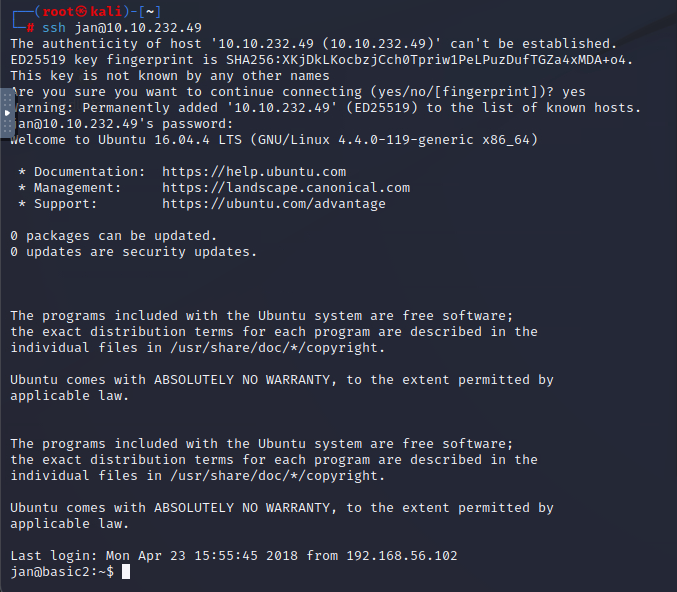 ┌──(root㉿kali)-[~]
└─# ssh jan@10.10.232.49
The authenticity of host '10.10.232.49 (10.10.232.49)' can't be established.
ED25519 key fingerprint is SHA256:XKjDkLKocbzjCch0Tpriw1PeLPuzDufTGZa4xMDA+o4.
This key is not known by any other names
Are you sure you want to continue connecting (yes/no/[fingerprint])? yes
Warning: Permanently added '10.10.232.49' (ED25519) to the list of known hosts.
jan@10.10.232.49's password:
Welcome to Ubuntu 16.04.4 LTS (GNU/Linux 4.4.0-119-generic x86_64)
* Documentation:  https://help.ubuntu.com
* Management:     https://landscape.canonical.com
* Support:        https://ubuntu.com/advantage
0 packages can be updated.
0 updates are security updates.
The programs included with the Ubuntu system are free software;
the exact distribution terms for each program are described in the
individual files in /usr/share/doc/*/copyright.
Ubuntu comes with ABSOLUTELY NO WARRANTY, to the extent permitted by
applicable law.
The programs included with the Ubuntu system are free software;
the exact distribution terms for each program are described in the
individual files in /usr/share/doc/*/copyright.
Ubuntu comes with ABSOLUTELY NO WARRANTY, to the extent permitted by
applicable law.
Last login: Mon Apr 23 15:55:45 2018 from 192.168.56.102
jan@basic2:~$